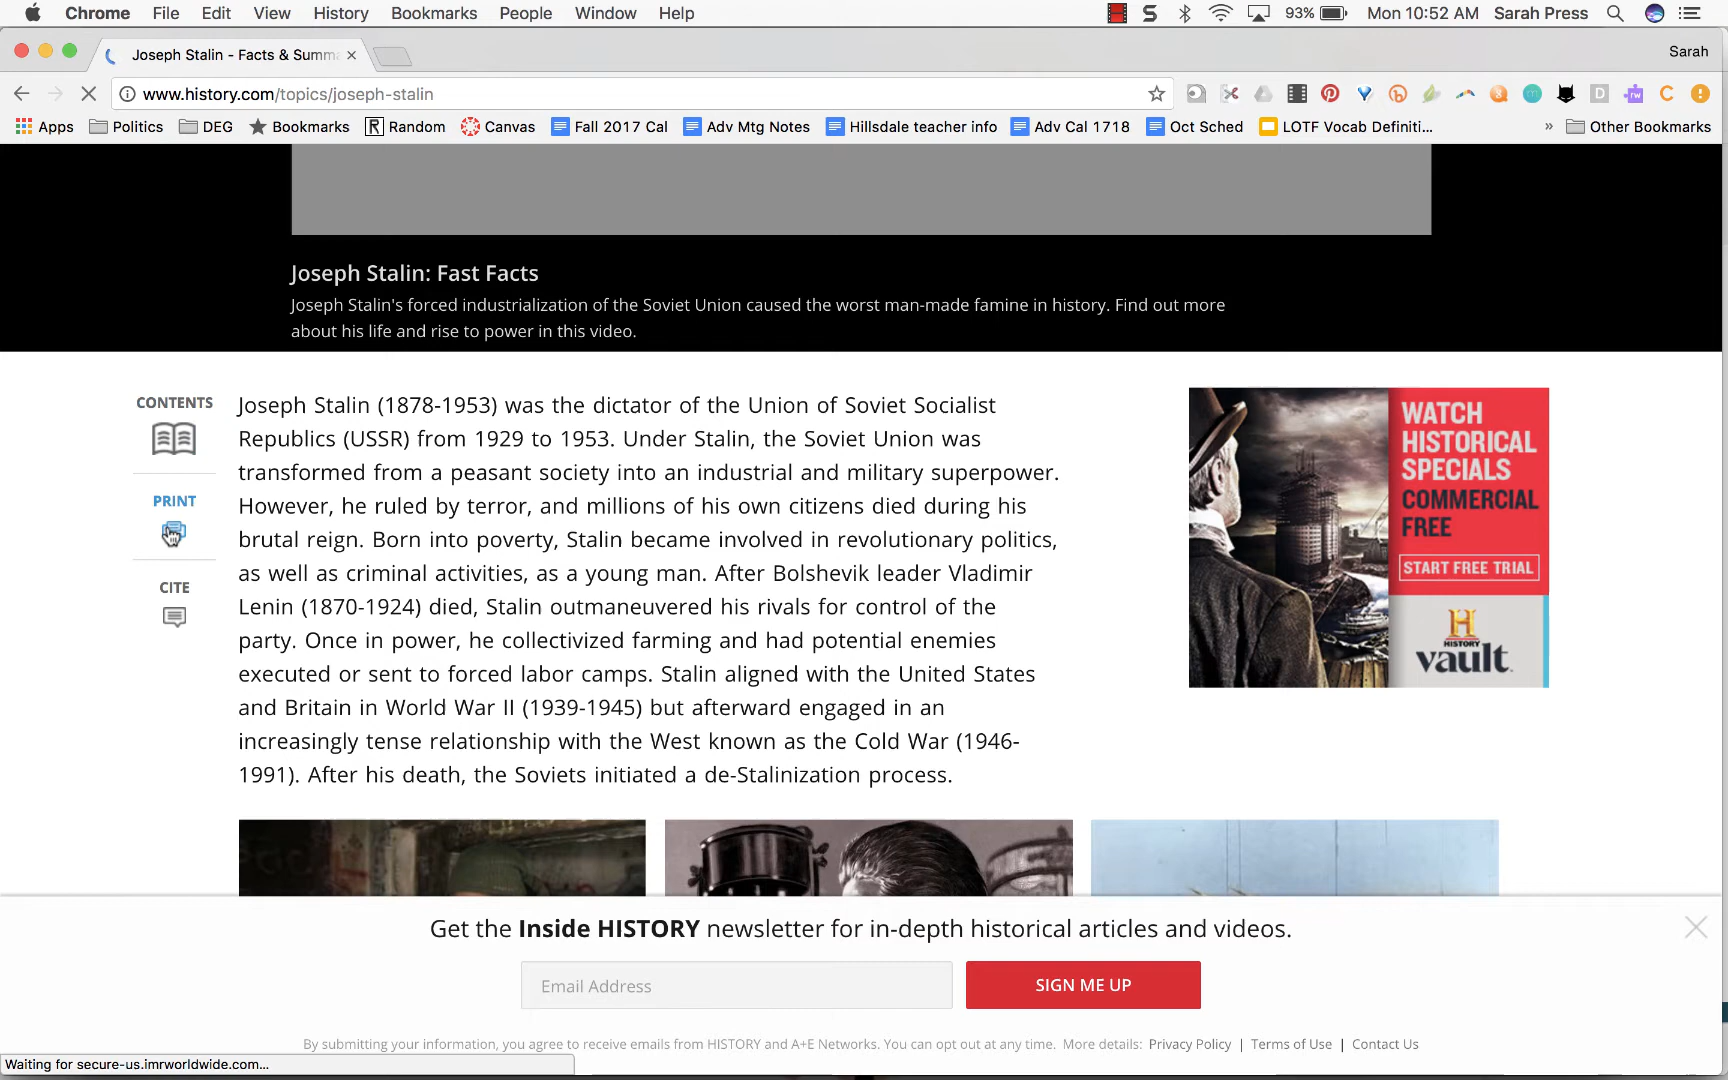 Chrome File Edit View History Bookmarks People Window Help 93% Mon 10:52 AM Sarah Press
Joseph Stalin - Facts & Summa Sarah
www.history.com/topics/joseph-stalin
Apps Politics DEG Bookmarks Random Canvas Fall 2017 Cal Adv Mtg Notes Hillsdale teacher info Adv Cal 1718 Oct Sched LOTF Vocab Definiti... » Other Bookmarks
Joseph Stalin: Fast Facts
Joseph Stalin's forced industrialization of the Soviet Union caused the worst man-made famine in history. Find out more
about his life and rise to power in this video.
CONTENTS
PRINT
CITE
Joseph Stalin (1878-1953) was the dictator of the Union of Soviet Socialist
Republics (USSR) from 1929 to 1953. Under Stalin, the Soviet Union was
transformed from a peasant society into an industrial and military superpower.
However, he ruled by terror, and millions of his own citizens died during his
brutal reign. Born into poverty, Stalin became involved in revolutionary politics,
as well as criminal activities, as a young man. After Bolshevik leader Vladimir
Lenin (1870-1924) died, Stalin outmaneuvered his rivals for control of the
party. Once in power, he collectivized farming and had potential enemies
executed or sent to forced labor camps. Stalin aligned with the United States
and Britain in World War II (1939-1945) but afterward engaged in an
increasingly tense relationship with the West known as the Cold War (1946-
1991). After his death, the Soviets initiated a de-Stalinization process.
WATCH
HISTORICAL
SPECIALS
COMMERCIAL
FREE
START FREE TRIAL
H
HISTORY
vault
Get the Inside HISTORY newsletter for in-depth historical articles and videos.
Email Address SIGN ME UP
By submitting your information, you agree to receive emails from HISTORY and A+E Networks. You can opt out at any time. More details: Privacy Policy | Terms of Use | Contact Us
Waiting for secure-us.imrworldwide.com...